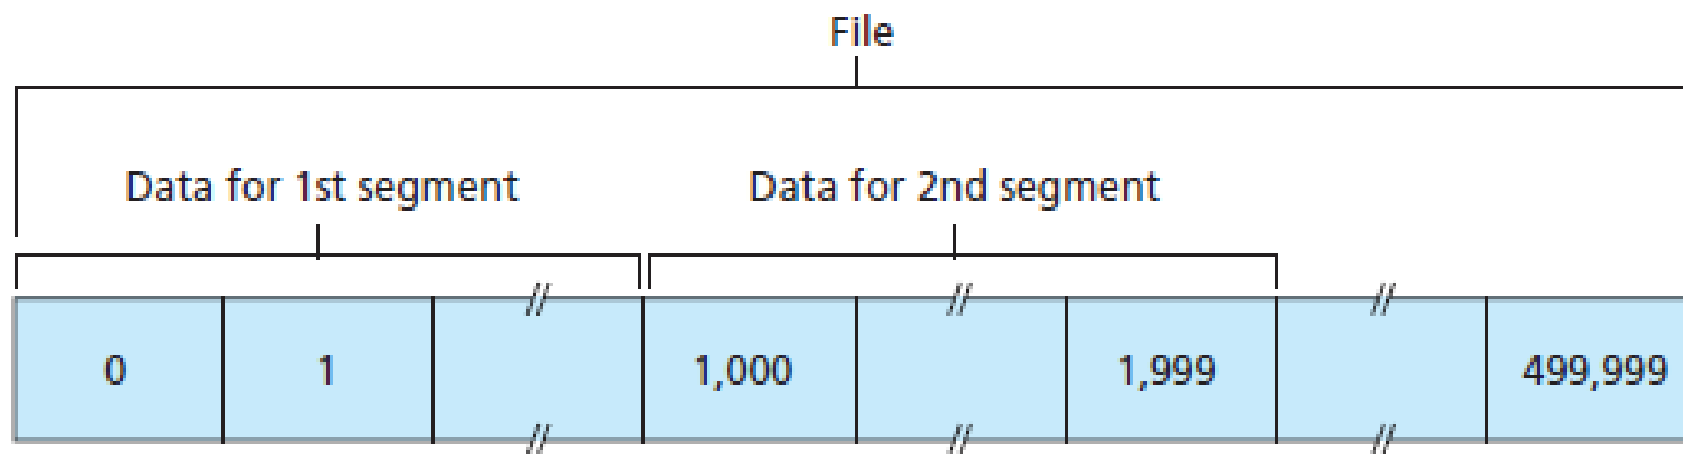 File
Data for 1st segment
Data for 2nd segment
0
1
1,000
1,999
499,999